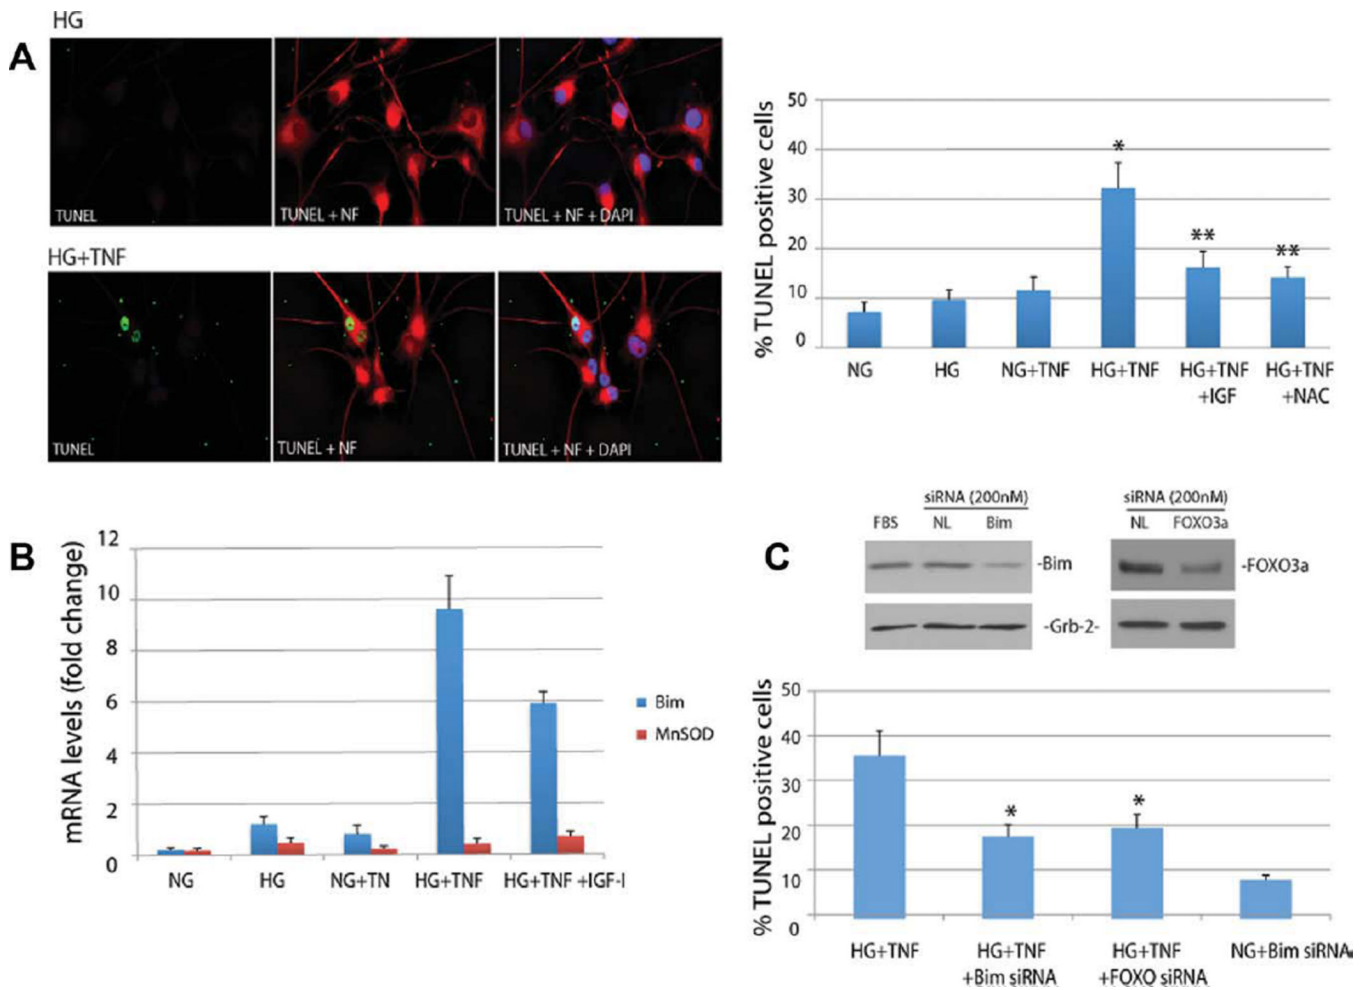 HG
A
TUNEL
TUNEL + NF
TUNEL + NF + DAPI
HG+TNF
TUNEL
TUNEL + NF
TUNEL + NF + DAPI
% TUNEL positive cells
50
40
30
20
10
0
*
**
**
NG
HG
NG+TNF
HG+TNF
HG+TNF
+IGF
HG+TNF
+NAC
B
mRNA levels (fold change)
12
10
8
6
4
2
0
Bim
MnSOD
NG
HG
NG+TN
HG+TNF
HG+TNF +IGF-I
C
siRNA (200nM)
FBS NL Bim
-Bim
-Grb-2-
siRNA (200nM)
NL FOXO3a
-FOXO3a
% TUNEL positive cells
50
40
30
20
10
0
*
*
HG+TNF
HG+TNF
+Bim siRNA
HG+TNF
+FOXO siRNA
NG+Bim siRNA